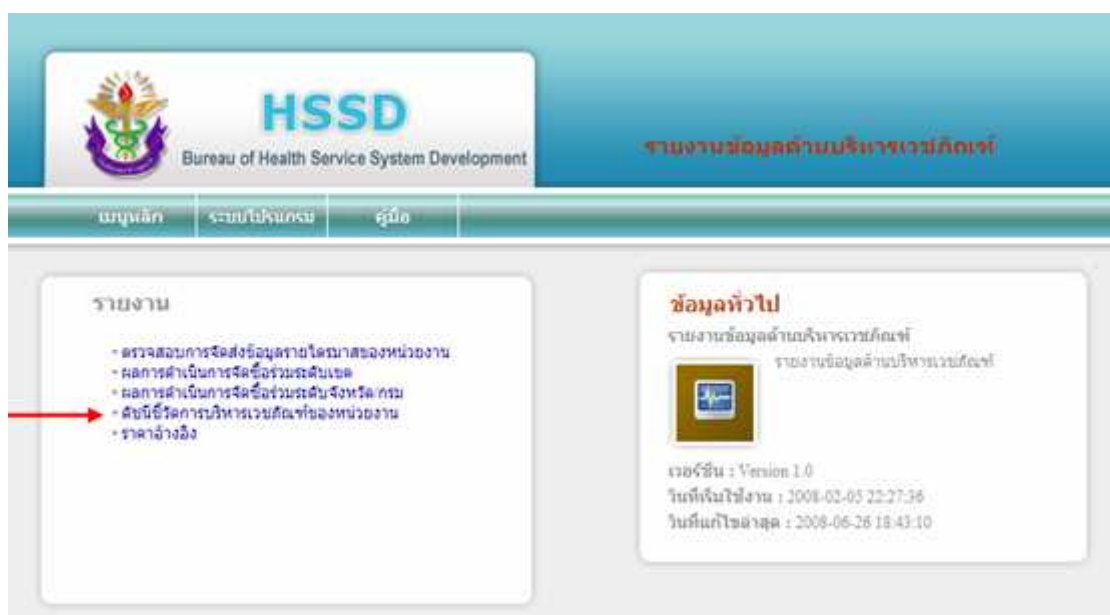 HSSD
Bureau of Health Service System Development
รายงานข้อมูลด้านบริหารเวชภัณฑ์
เมนูหลัก ระบบโปรแกรม คู่มือ
รายงาน
- ตรวจสอบการจัดส่งข้อมูลรายไตรมาสของหน่วยงาน
- ผลการดำเนินการจัดซื้อร่วมระดับเขต
- ผลการดำเนินการจัดซื้อร่วมระดับจังหวัด/กรม
- ดัชนีชี้วัดการบริหารเวชภัณฑ์ของหน่วยงาน
- ราคาอ้างอิง
ข้อมูลทั่วไป
รายงานข้อมูลด้านบริหารเวชภัณฑ์
รายงานข้อมูลด้านบริหารเวชภัณฑ์
เวอร์ชั่น : Version 1.0
วันที่เริ่มใช้งาน : 2008-02-05 22:27:36
วันที่แก้ไขล่าสุด : 2008-06-26 18:43:10